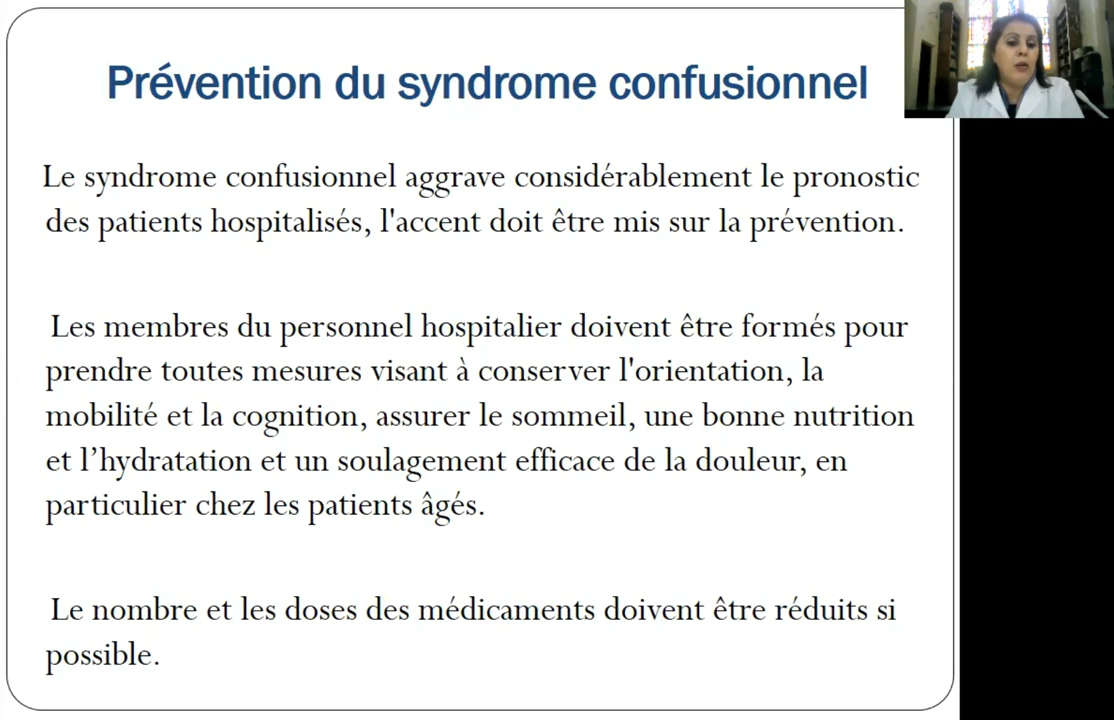 Prévention du syndrome confusionnel
Le syndrome confusionnel aggrave considérablement le pronostic
des patients hospitalisés, l'accent doit être mis sur la prévention.
Les membres du personnel hospitalier doivent être formés pour
prendre toutes mesures visant à conserver l'orientation, la
mobilité et la cognition, assurer le sommeil, une bonne nutrition
et l’hydratation et un soulagement efficace de la douleur, en
particulier chez les patients âgés.
Le nombre et les doses des médicaments doivent être réduits si
possible.